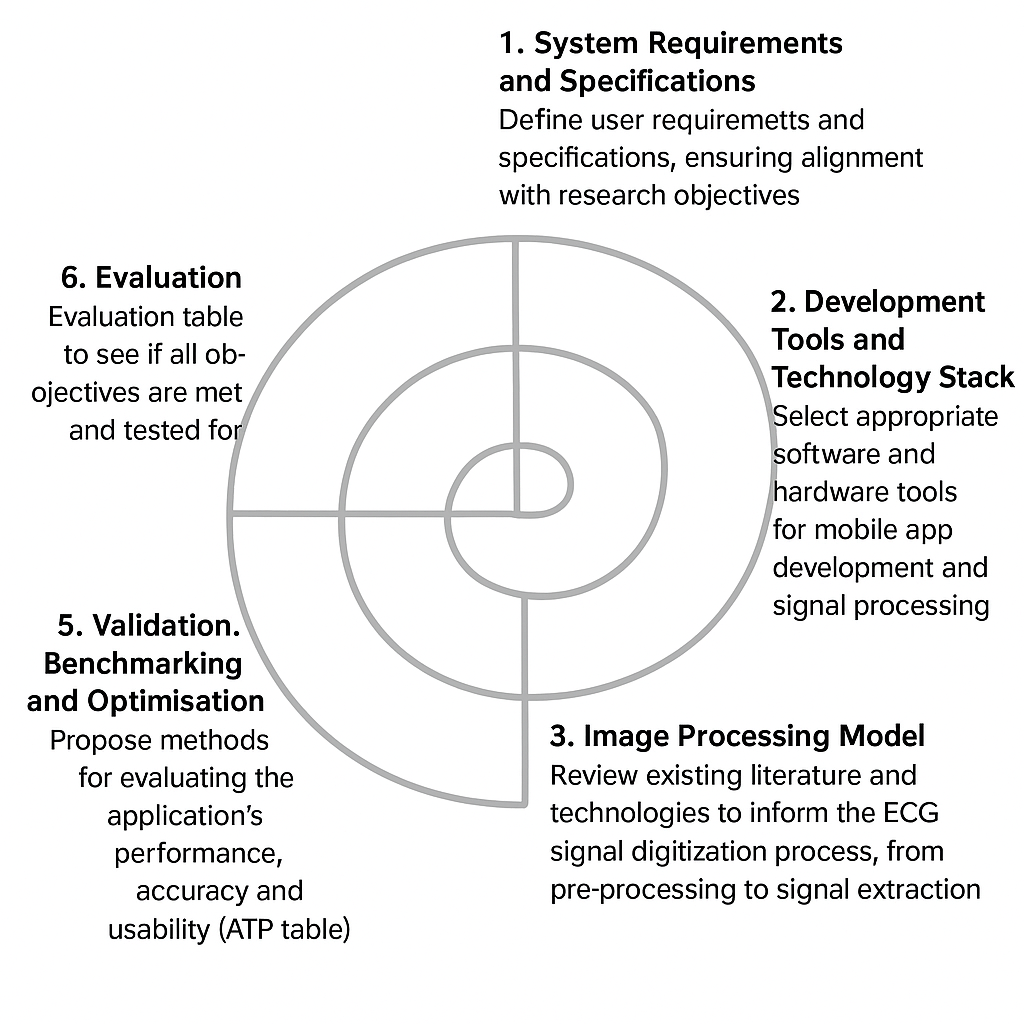 1. System Requirements
and Specifications
Define user requiremetts and
specifications, ensuring alignment
with research objectives
2. Development
Tools and
Technology Stack
Select appropriate
software and
hardware tools
for mobile app
development and
signal processing
3. Image Processing Model
Review existing literature and
technologies to inform the ECG
signal digitization process, from
pre-processing to signal extraction
5. Validation.
Benchmarking
and Optimisation
Propose methods
for evaluating the
application's
performance,
accuracy and
usability (ATP table)
6. Evaluation
Evaluation table
to see if all ob-
ojectives are met
and tested for